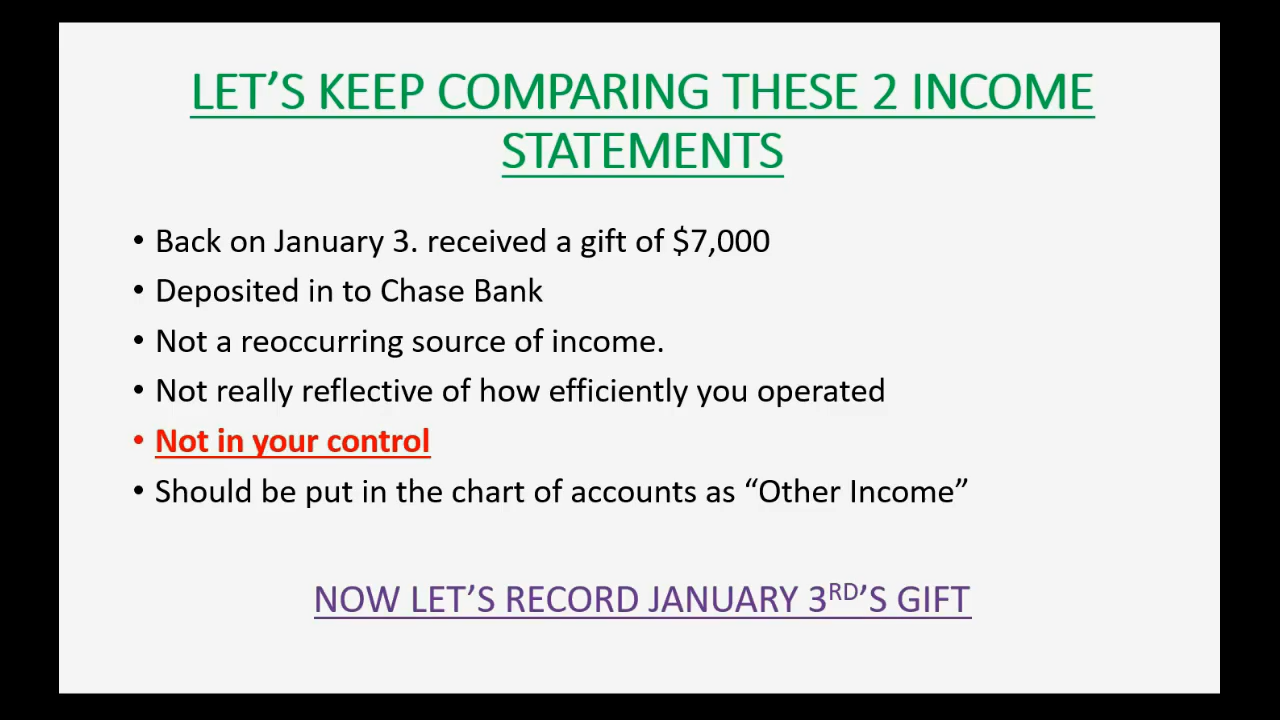 LET’S KEEP COMPARING THESE 2 INCOME
STATEMENTS
• Back on January 3. received a gift of $7,000
• Deposited in to Chase Bank
• Not a reoccurring source of income.
• Not really reflective of how efficiently you operated
• Not in your control
• Should be put in the chart of accounts as “Other Income”
NOW LET’S RECORD JANUARY 3RD’S GIFT